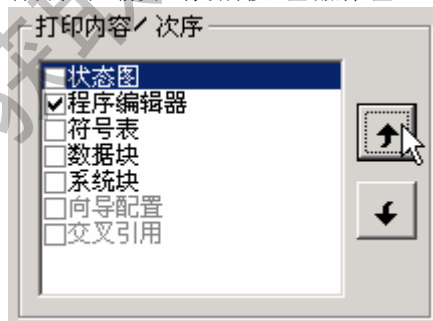 打印内容/ 次序
状态图
程序编辑器
符号表
数据块
系统块
向导配置
交叉引用